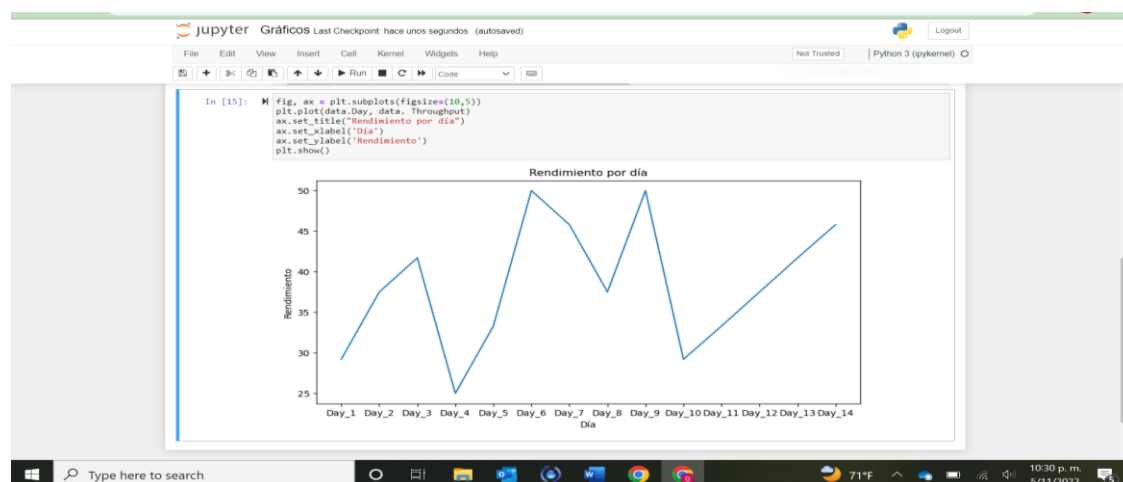 jupyter Gráficos Last Checkpoint: hace unos segundos (autosaved)
Logout
File Edit View Insert Cell Kernel Widgets Help
Not Trusted
Python 3 (ipykernel)
Run
Code
In [15]:
fig, ax = plt.subplots(figsize=(10,5))
plt.plot(data.Day, data. Throughput)
ax.set_title("Rendimiento por día")
ax.set_xlabel('Día')
ax.set_ylabel('Rendimiento')
plt.show()
Rendimiento por día
50
45
40
35
30
25
Rendimiento
Day_1 Day_2 Day_3 Day_4 Day_5 Day_6 Day_7 Day_8 Day_9 Day_10 Day_11 Day_12 Day_13 Day_14
Día
Type here to search
71°F
10:30 p. m.
5/11/2022
5